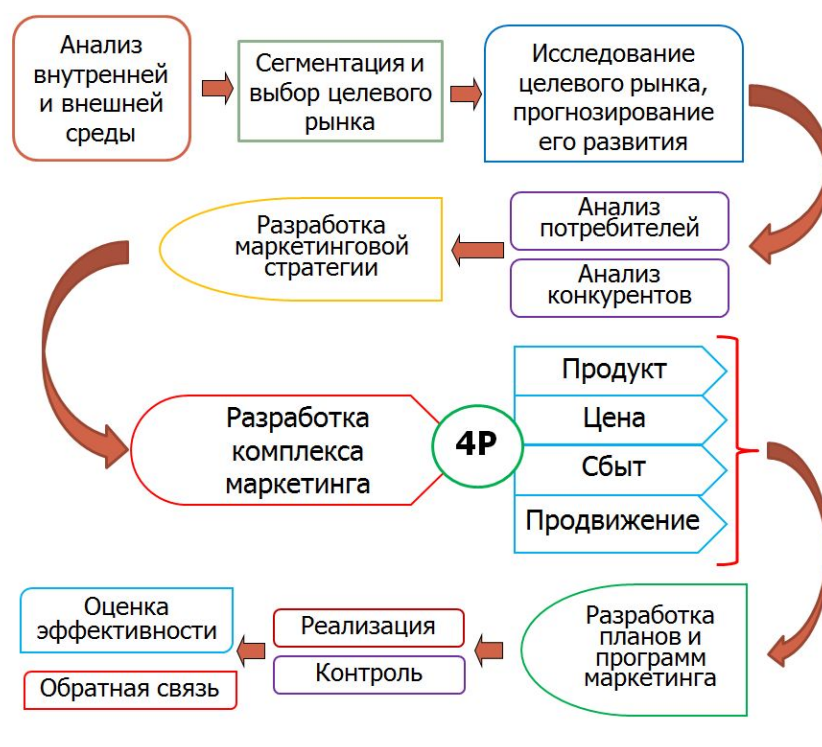 Анализ
внутренней
и внешней
среды
Сегментация и
выбор целевого
рынка
Исследование
целевого рынка,
прогнозирование
его развития
Анализ
потребителей
Анализ
конкурентов
Разработка
маркетинговой
стратегии
Разработка
комплекса
маркетинга
4P
Продукт
Цена
Сбыт
Продвижение
Разработка
планов и
программ
маркетинга
Реализация
Контроль
Оценка
эффективности
Обратная связь